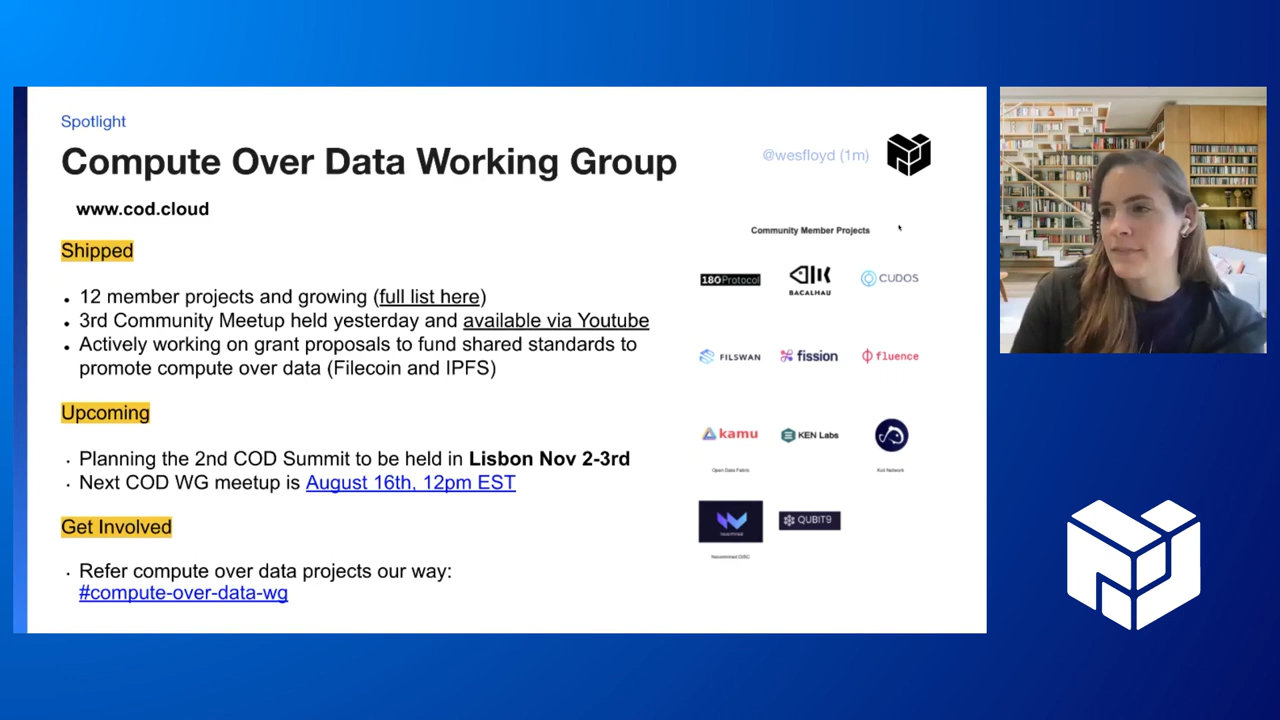 Spotlight
Compute Over Data Working Group
@wesfloyd (1m)
www.cod.cloud
Shipped
12 member projects and growing (full list here)
3rd Community Meetup held yesterday and available via Youtube
Actively working on grant proposals to fund shared standards to
promote compute over data (Filecoin and IPFS)
Upcoming
Planning the 2nd COD Summit to be held in Lisbon Nov 2-3rd
Next COD WG meetup is August 16th, 12pm EST
Get Involved
Refer compute over data projects our way:
#compute-over-data-wg
Community Member Projects
180Protocol
BACALHAU
CUDOS
FILSWAN
fission
fluence
kamu
KEN Labs
Open Data Fabric
Koii Network
QUBIT9